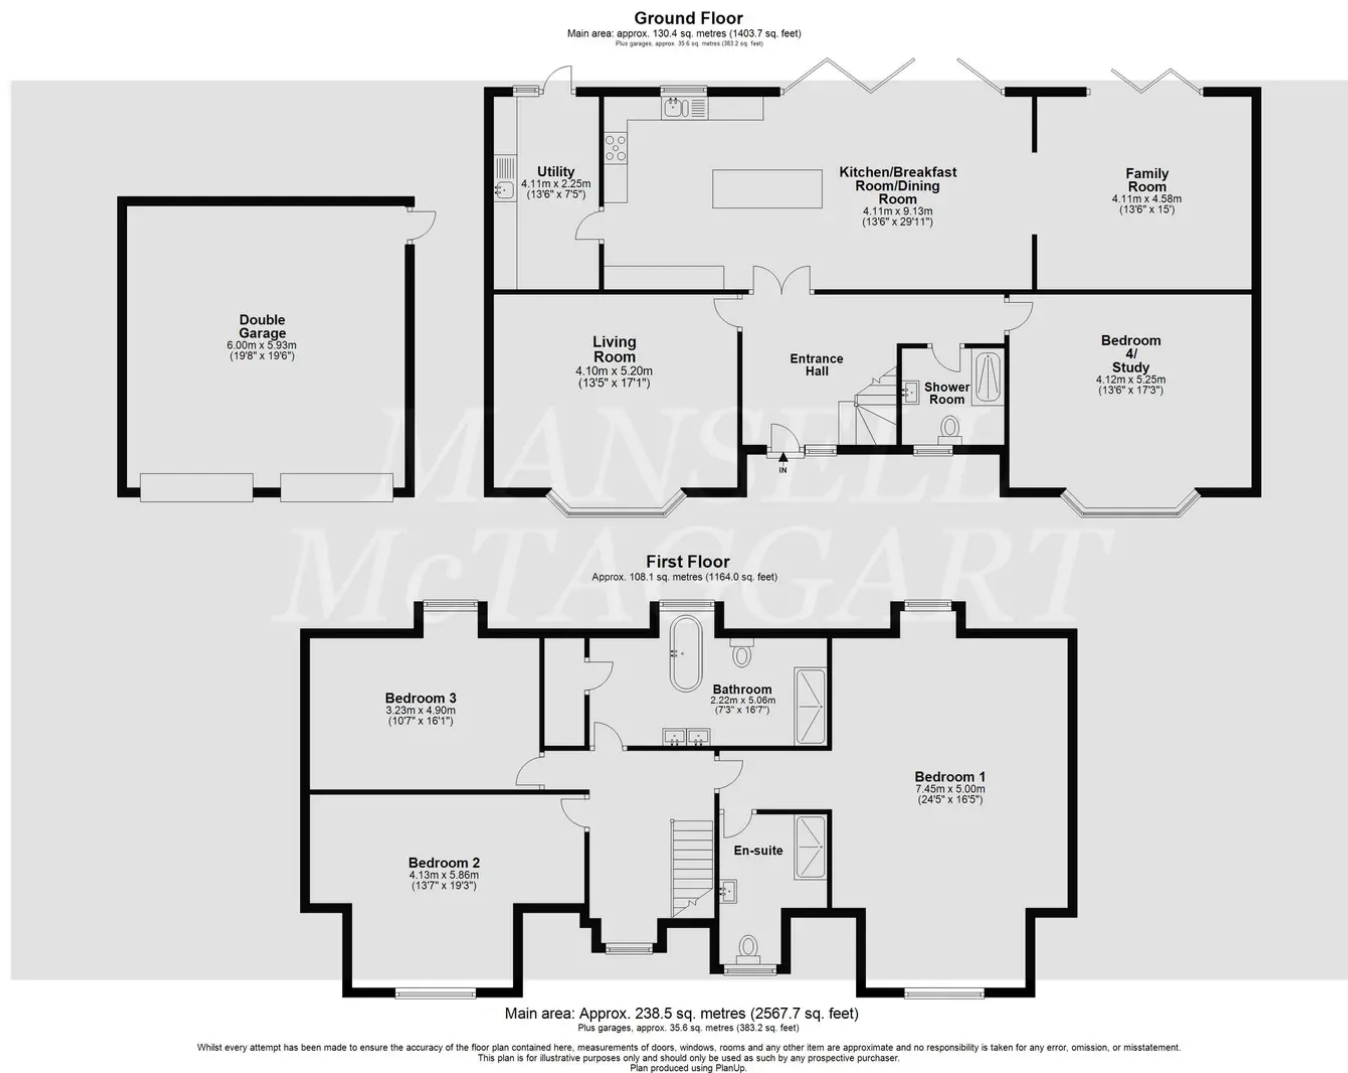 Ground Floor
Main area: approx. 130.4 sq. metres (1403.7 sq. feet)
Plus garages, approx. 35.6 sq. metres (383.2 sq. feet)
Utility
4.11m x 2.25m
(13'6" x 7'5")
Kitchen/Breakfast
Room/Dining
Room
4.11m x 9.13m
(13'6" x 29'11")
Family
Room
4.11m x 4.58m
(13'6" x 15')
Double
Garage
6.00m x 5.93m
(19'8" x 19'6")
Living
Room
4.10m x 5.20m
(13'5" x 17'1")
Entrance
Hall
Shower
Room
Bedroom
4/
Study
4.12m x 5.25m
(13'6" x 17'3")
IN
MANSELL
McTAGGART
First Floor
Approx. 108.1 sq. metres (1164.0 sq. feet)
Bedroom 3
3.23m x 4.90m
(10'7" x 16'1")
Bathroom
2.22m x 5.06m
(7'3" x 16'7")
Bedroom 1
7.45m x 5.00m
(24'5" x 16'5")
En-suite
Bedroom 2
4.13m x 5.86m
(13'7" x 19'3")
Main area: Approx. 238.5 sq. metres (2567.7 sq. feet)
Plus garages, approx. 35.6 sq. metres (383.2 sq. feet)
Whilst every attempt has been made to ensure the accuracy of the floor plan contained here, measurements of doors, windows, rooms and any other item are approximate and no responsibility is taken for any error, omission, or misstatement.
This plan is for illustrative purposes only and should only be used as such by any prospective purchaser.
Plan produced using PlanUp.